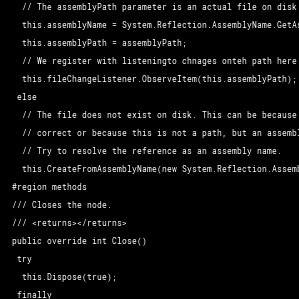 // The assemblyPath parameter is an actual file on disk
this.assemblyName = System.Reflection.AssemblyName.GetAs
this.assemblyPath = assemblyPath;
// We register with listeningto chnages onteh path here
this.fileChangeListener.ObserveItem(this.assemblyPath);
else
// The file does not exist on disk. This can be because
// correct or because this is not a path, but an assembl
// Try to resolve the reference as an assembly name.
this.CreateFromAssemblyName(new System.Reflection.Assemb
#region methods
/// Closes the node.
/// <returns></returns>
public override int Close()
try
this.Dispose(true);
finally